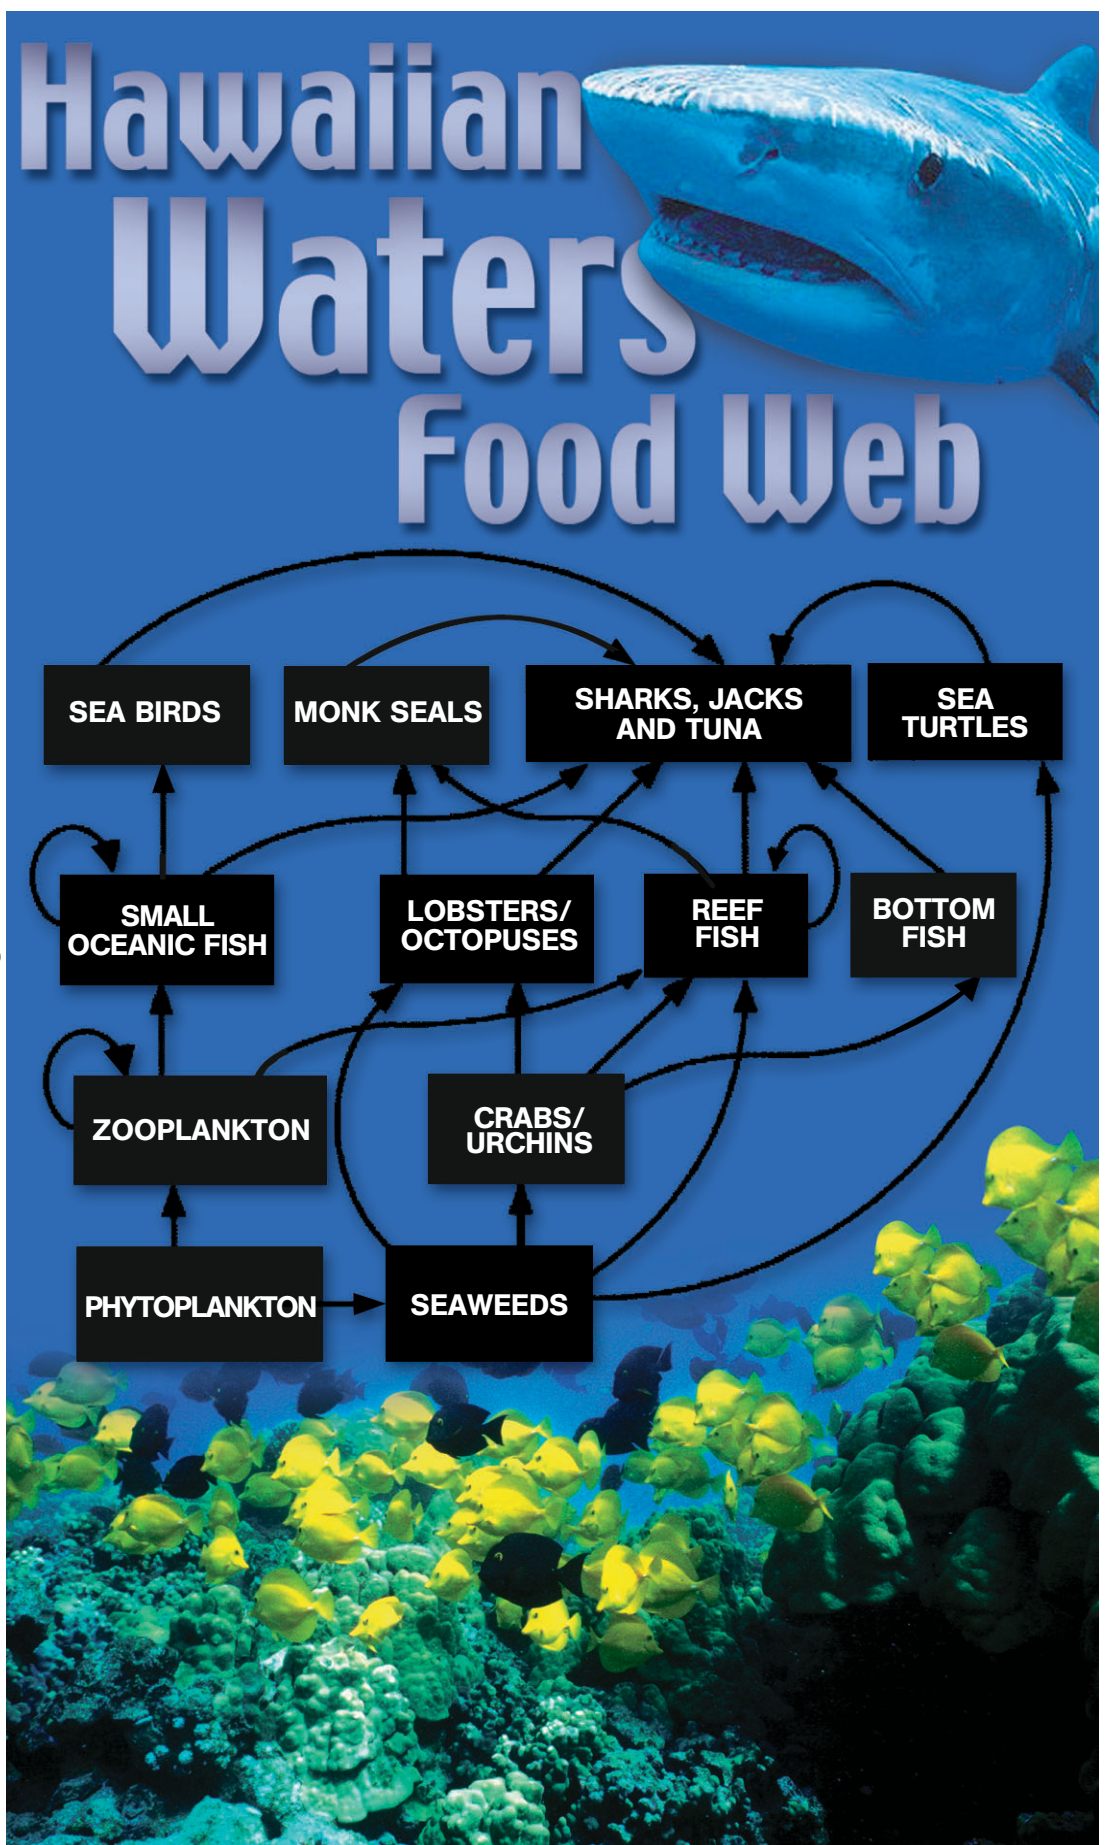 Hawaiian
Waters
Food Web
SEA BIRDS
MONK SEALS
SHARKS, JACKS
AND TUNA
SEA
TURTLES
SMALL
OCEANIC FISH
LOBSTERS/
OCTOPUSES
REEF
FISH
BOTTOM
FISH
ZOOPLANKTON
CRABS/
URCHINS
PHYTOPLANKTON
SEAWEEDS